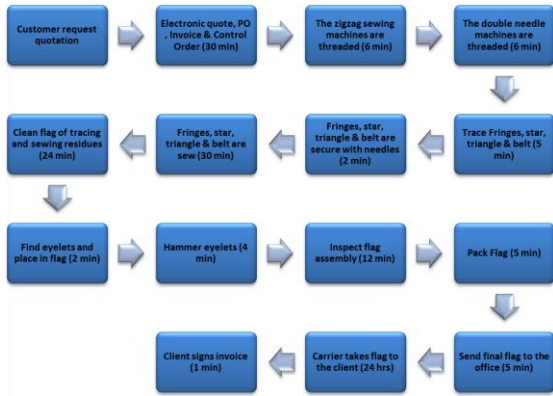 Customer request
quotation
Electronic quote, PO
, Invoice & Control
Order (30 min)
The zigzag sewing
machines are
threaded (6 min)
The double needle
machines are
threaded (6 min)
Trace Fringes, star,
triangle & belt (5
min)
Fringes, star,
triangle & belt are
secure with needles
(2 min)
Fringes, star,
triangle & belt are
sew (30 min)
Clean flag of tracing
and sewing residues
(24 min)
Find eyelets and
place in flag (2 min)
Hammer eyelets (4
min)
Inspect flag
assembly (12 min)
Pack Flag (5 min)
Send final flag to the
office (5 min)
Carrier takes flag to
the client (24 hrs)
Client signs invoice
(1 min)